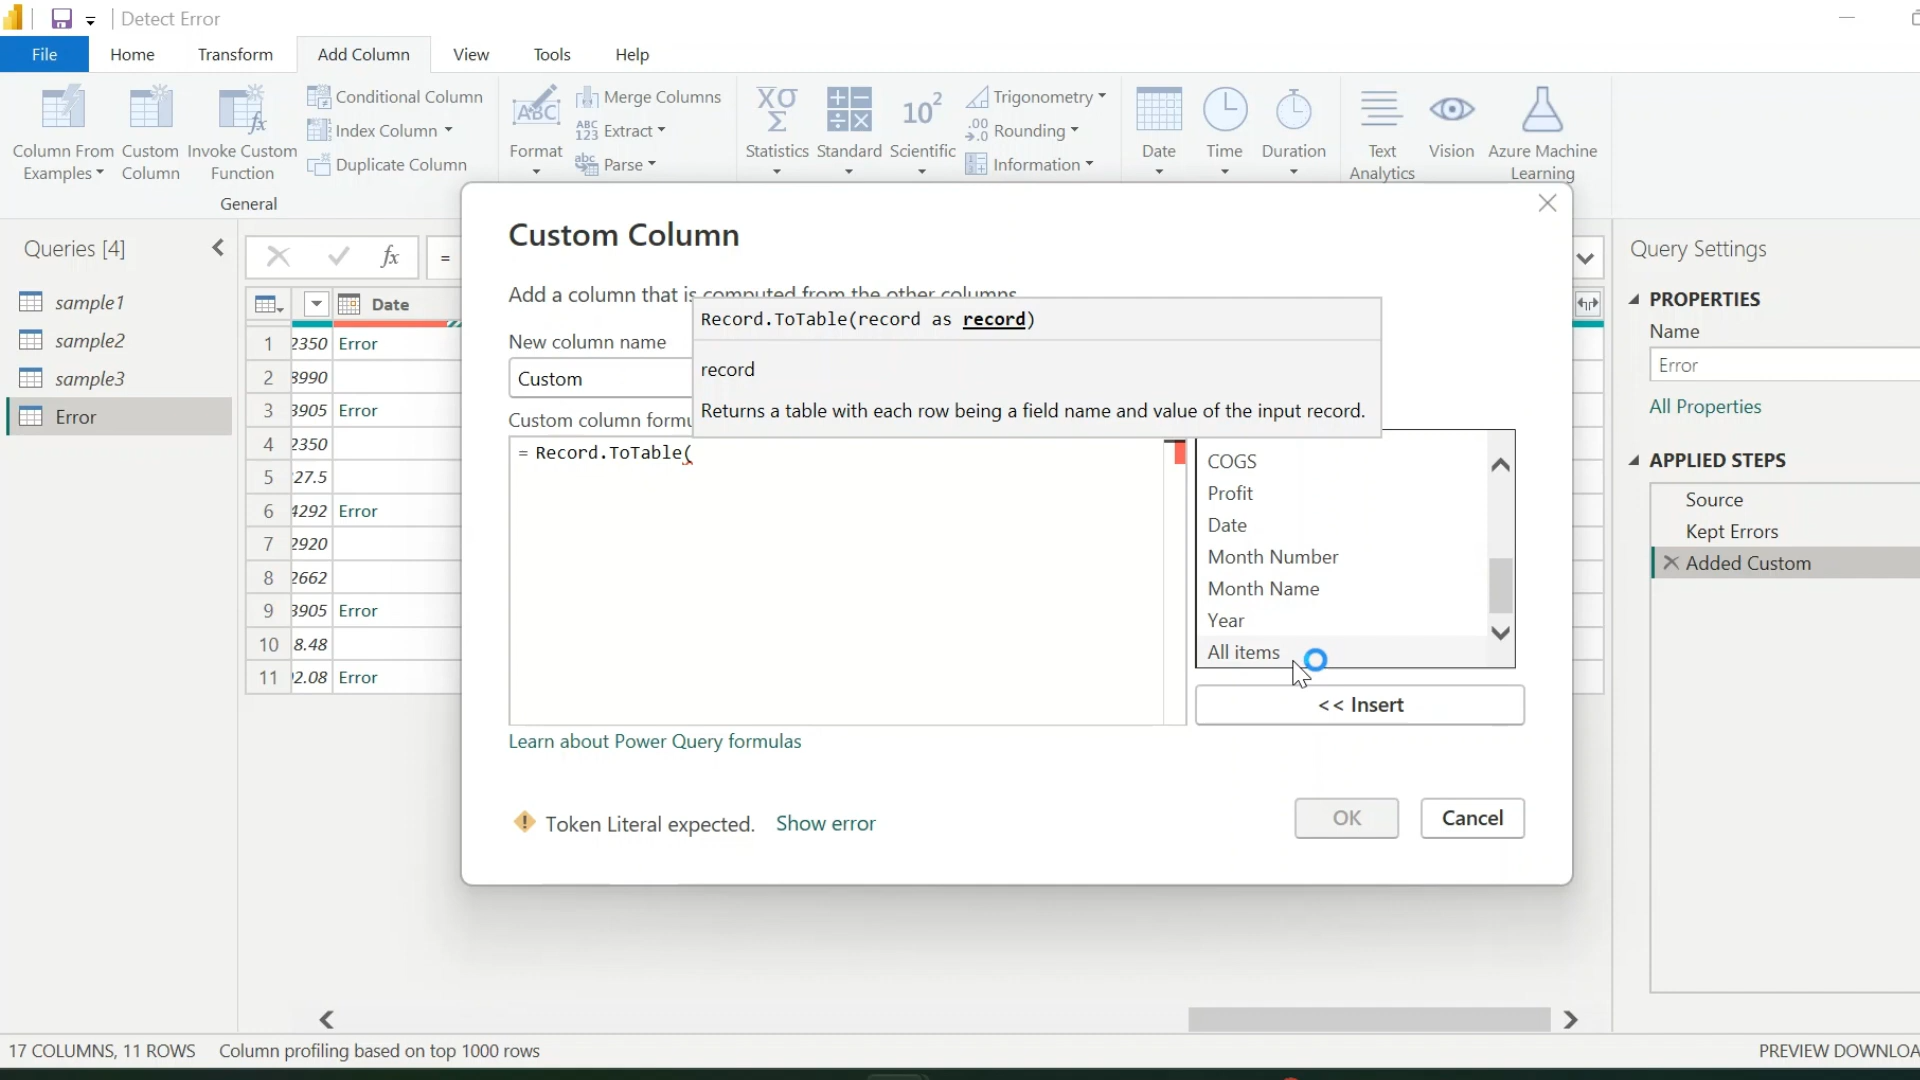 Detect Error
File Home Transform Add Column View Tools Help
Column From Examples
Custom Column
Invoke Custom Function
Conditional Column
Index Column
Duplicate Column
General
Format
ABC
Merge Columns
ABC 123 Extract
abc Parse
Statistics
Standard
10² Scientific
Trigonometry
.00 Rounding
Information
Date
Time
Duration
Text Analytics
Vision
Azure Machine Learning
Queries [4]
sample1
sample2
sample3
Error
fx
=
Date
1 2350 Error
2 3990
3 3905 Error
4 2350
5 27.5
6 4292 Error
7 2920
8 2662
9 3905 Error
10 8.48
11 2.08 Error
Custom Column
Add a column that is computed from the other columns.
New column name
Custom
Record.ToTable(record as record)
record
Returns a table with each row being a field name and value of the input record.
Custom column formu
= Record.ToTable(
COGS
Profit
Date
Month Number
Month Name
Year
All items
<< Insert
Learn about Power Query formulas
Token Literal expected. Show error
OK
Cancel
Query Settings
PROPERTIES
Name
Error
All Properties
APPLIED STEPS
Source
Kept Errors
Added Custom
17 COLUMNS, 11 ROWS Column profiling based on top 1000 rows
PREVIEW DOWNLOA